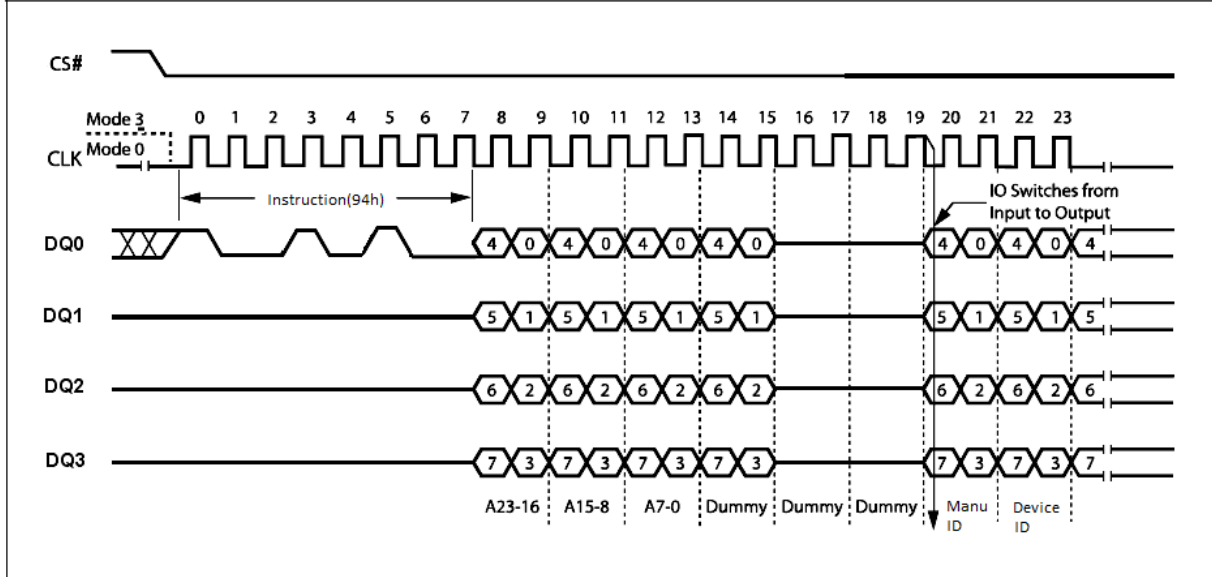 CS#
Mode 3
0 1 2 3 4 5 6 7 8 9 10 11 12 13 14 15 16 17 18 19 20 21 22 23
CLK Mode 0
Instruction(94h)
IO Switches from
Input to Output
DQ0 4 0 4 0 4 0 4 0 4 0 4 0 4
DQ1 5 1 5 1 5 1 5 1 5 1 5 1 5
DQ2 6 2 6 2 6 2 6 2 6 2 6 2 6
DQ3 7 3 7 3 7 3 7 3 7 3 7 3 7
A23-16 A15-8 A7-0 Dummy Dummy Dummy Manu ID Device ID